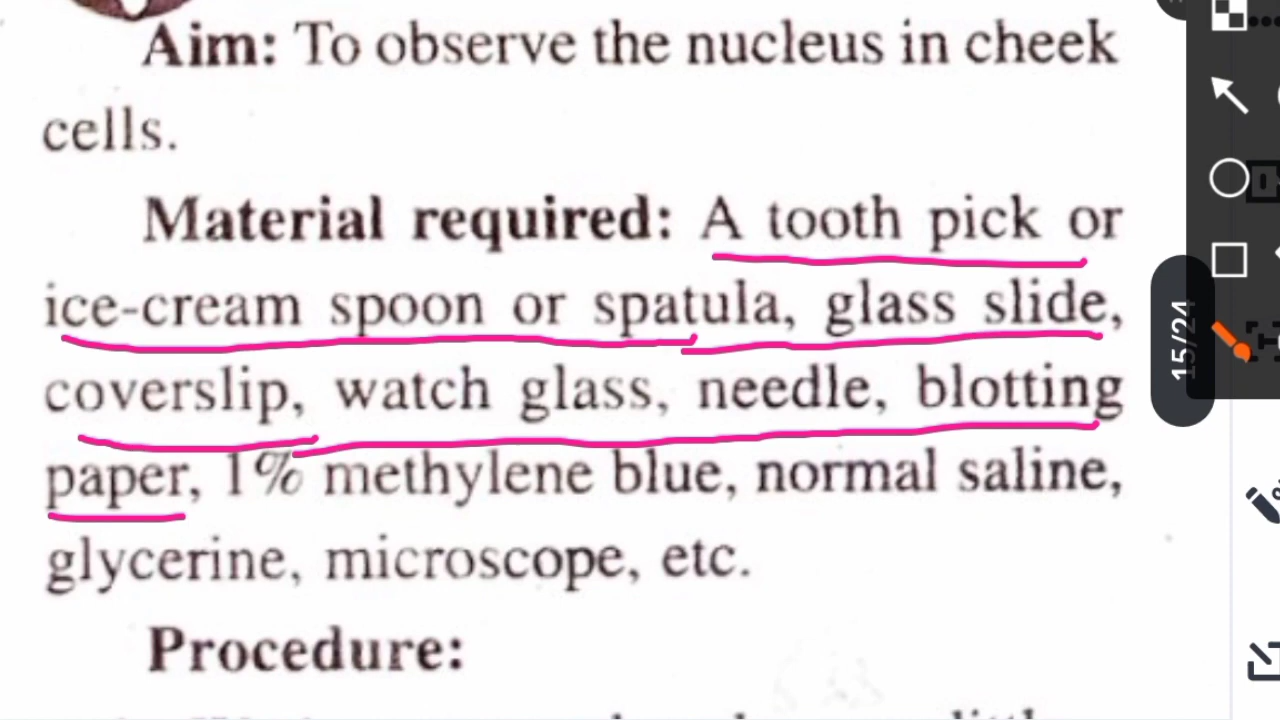 Aim: To observe the nucleus in cheek
cells.
Material required: A tooth pick or
ice-cream spoon or spatula, glass slide,
coverslip, watch glass, needle, blotting
paper, 1% methylene blue, normal saline,
glycerine, microscope, etc.
Procedure:
15/24